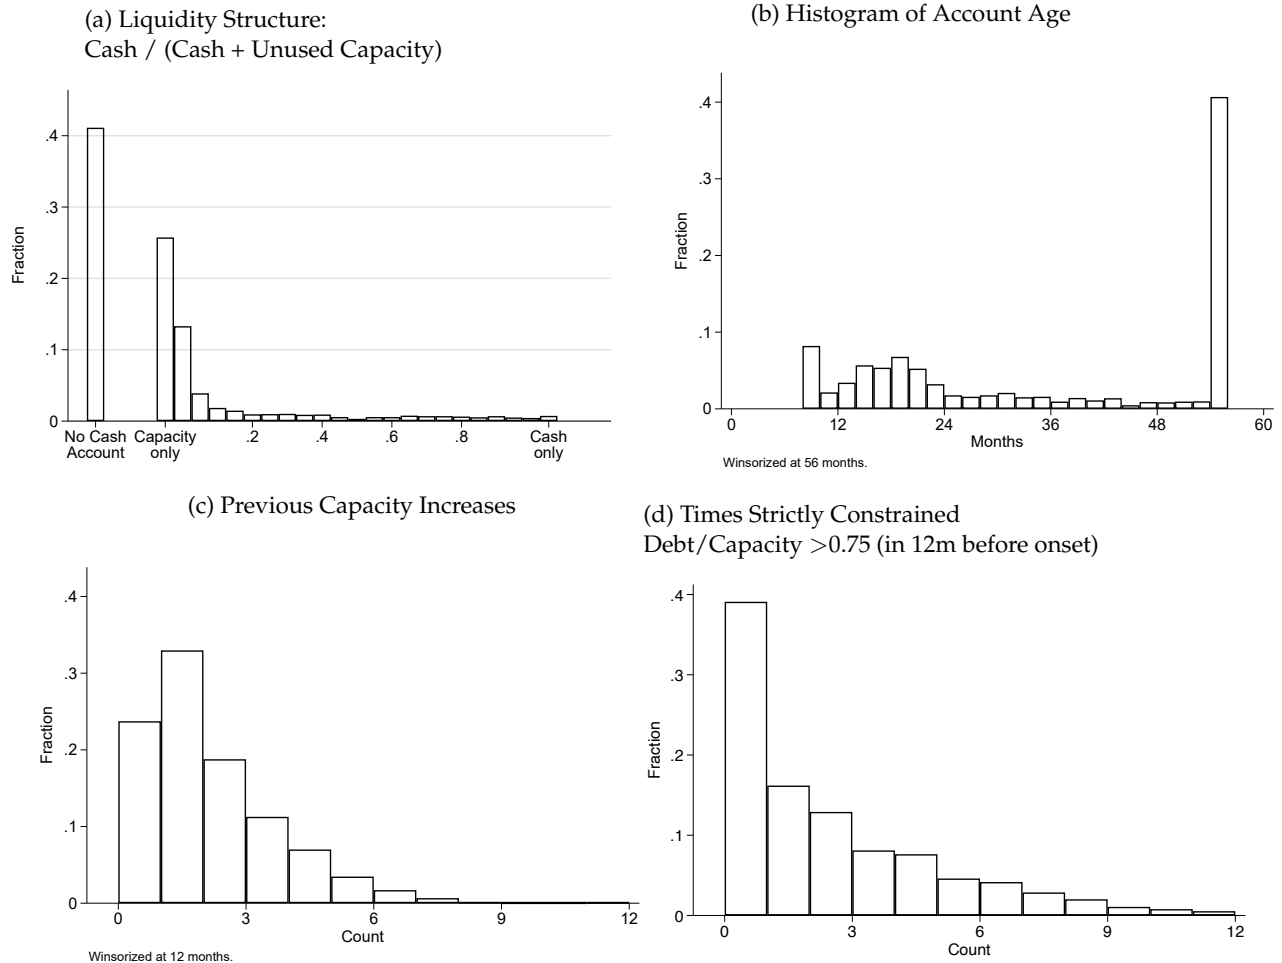 (a) Liquidity Structure:
Cash / (Cash + Unused Capacity)
Fraction
.4
.3
.2
.1
0
No Cash Account
Capacity only
.2
.4
.6
.8
Cash only
(b) Histogram of Account Age
Fraction
.4
.3
.2
.1
0
0
12
24
36
48
60
Months
Winsorized at 56 months.
(c) Previous Capacity Increases
Fraction
.4
.3
.2
.1
0
0
3
6
9
12
Count
Winsorized at 12 months.
(d) Times Strictly Constrained
Debt/Capacity >0.75 (in 12m before onset)
Fraction
.4
.3
.2
.1
0
0
3
6
9
12
Count